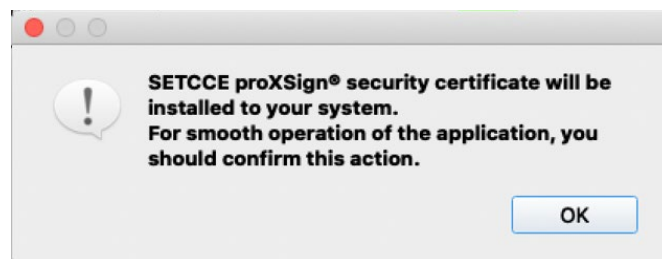 SETCCE proXSign® security certificate will be
installed to your system.
For smooth operation of the application, you
should confirm this action.
OK